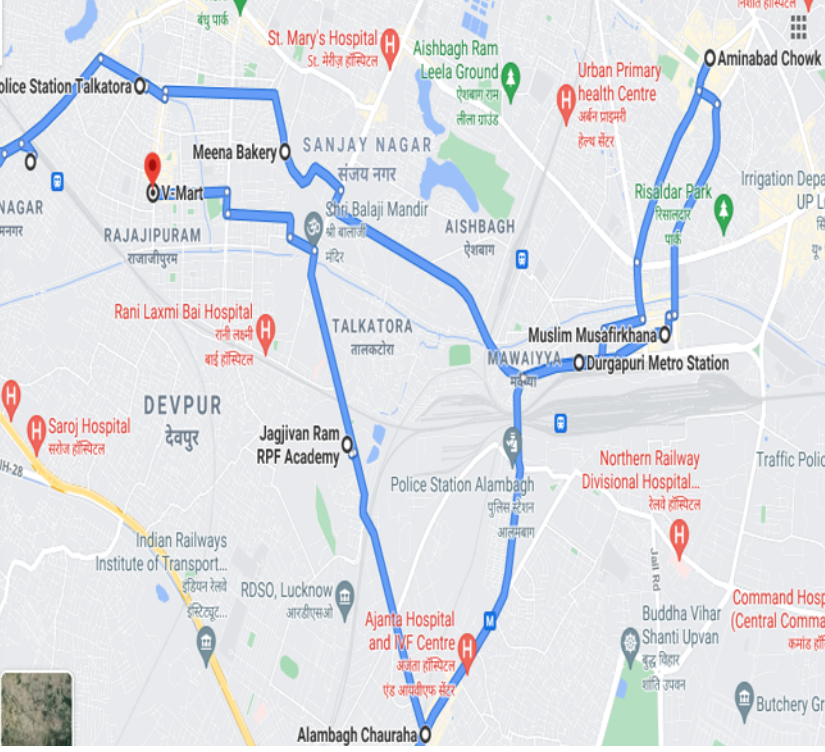 निशात हॉस्पिटल
बंधु पार्क
St. Mary's Hospital
St. मेरीज़ हॉस्पिटल
Aishbagh Ram
Leela Ground
ऐशबाग़ राम
लीला ग्राउंड
Urban Primary
health Centre
अर्बन प्राइमरी
हेल्थ सेंटर
Aminabad Chowk
olice Station Talkatora
Meena Bakery
SANJAY NAGAR
संजय नगर
V-Mart
NAGAR
नगर
RAJAJIPURAM
राजाजीपुरम
Shri Balaji Mandir
श्री बालाजी
मंदिर
AISHBAGH
ऐशबाग
Risaldar Park
रिसालदार
पार्क
Irrigation Depa
UP L
Rani Laxmi Bai Hospital
रानी लक्ष्मी
बाई हॉस्पिटल
TALKATORA
तालकटोरा
Muslim Musafirkhana
MAWAIYYA
मवैय्या
Durgapuri Metro Station
DEVPUR
देवपुर
Saroj Hospital
सरोज हॉस्पिटल
IH-28
Jagjivan Ram
RPF Academy
Police Station Alambagh
पुलिस स्टेशन
आलमबाग
Northern Railway
Divisional Hospital...
रेलवे हॉस्पिटल
Traffic Polic
Jail Rd
Indian Railways
Institute of Transport...
इंडियन रेलवे
इंस्टिट्यूट...
RDSO, Lucknow
आरडीएसओ
Ajanta Hospital
and IVF Centre
अजंता हॉस्पिटल
एंड आयवीएफ सेंटर
M
Buddha Vihar
Shanti Upvan
बुद्ध विहार
शांति उपवन
Command Hosp
(Central Comma
कमांड हॉ
Butchery Gr
Alambagh Chauraha